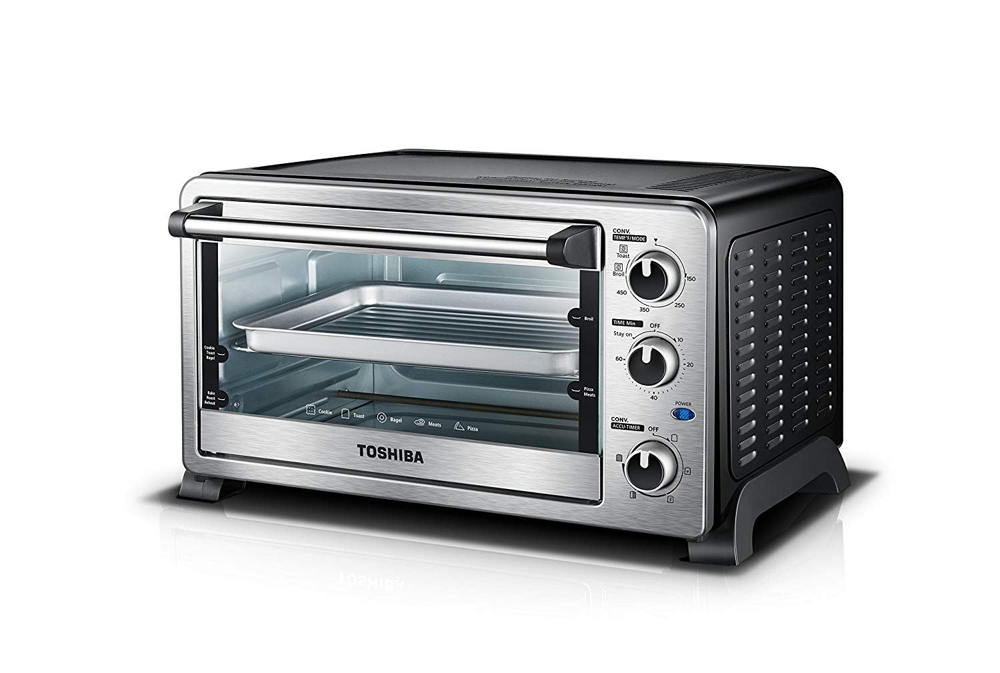 CONV.
TEMP.°F/MODE
Toast
Broil
150
250
350
450
TIME Min
OFF
Stay on
10
20
40
60
POWER
CONV.
ACCU-TIMER
OFF
Broil
Pizza
Meats
Cookie
Toast
Bagel
Bake
Roast
Reheat
Cookie
Toast
Bagel
Meats
Pizza
TOSHIBA
TOSHIBA